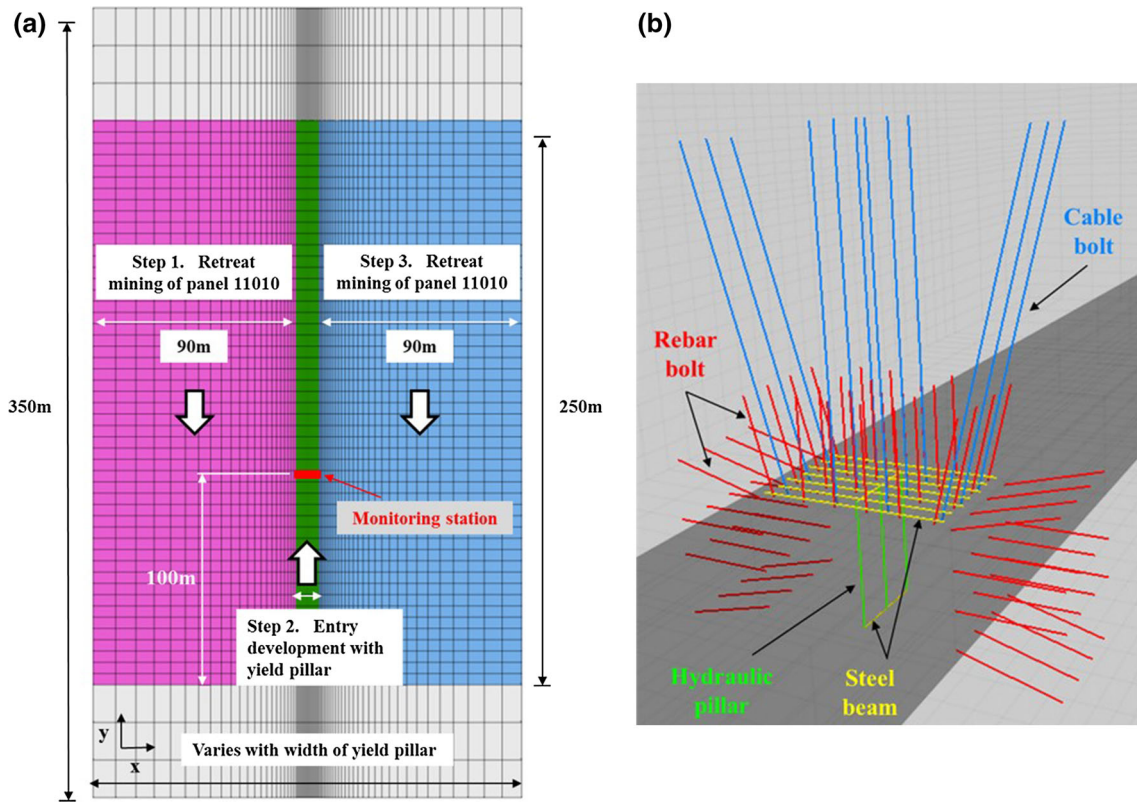 (a)
Step 1. Retreat
mining of panel 11010
Step 3. Retreat
mining of panel 11010
90m
90m
350m
250m
Monitoring station
100m
Step 2. Entry
development with
yield pillar
y
x
Varies with width of yield pillar
(b)
Cable
bolt
Rebar
bolt
Hydraulic
pillar
Steel
beam